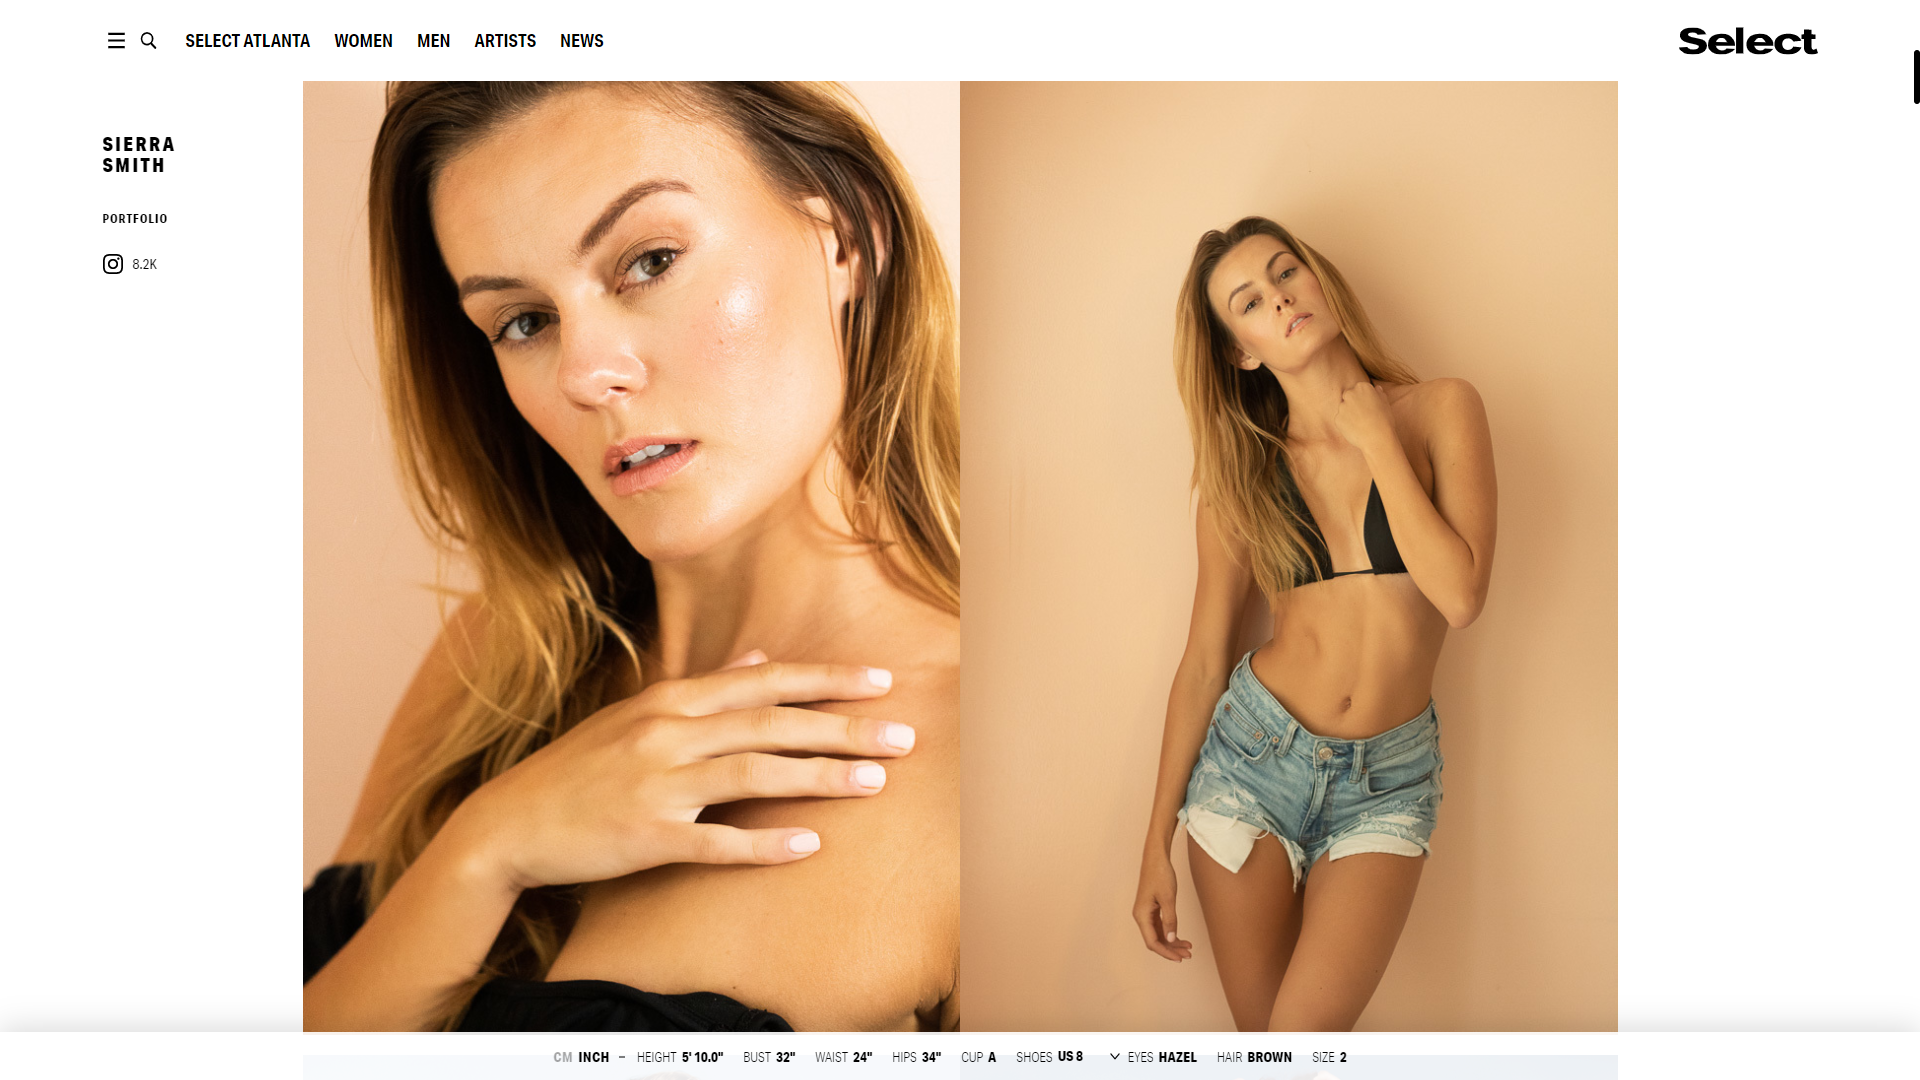 SELECT ATLANTA WOMEN MEN ARTISTS NEWS
Select
SIERRA
SMITH
PORTFOLIO
8.2K
CM INCH – HEIGHT 5' 10.0" BUST 32" WAIST 24" HIPS 34" CUP A SHOES US 8 EYES HAZEL HAIR BROWN SIZE 2